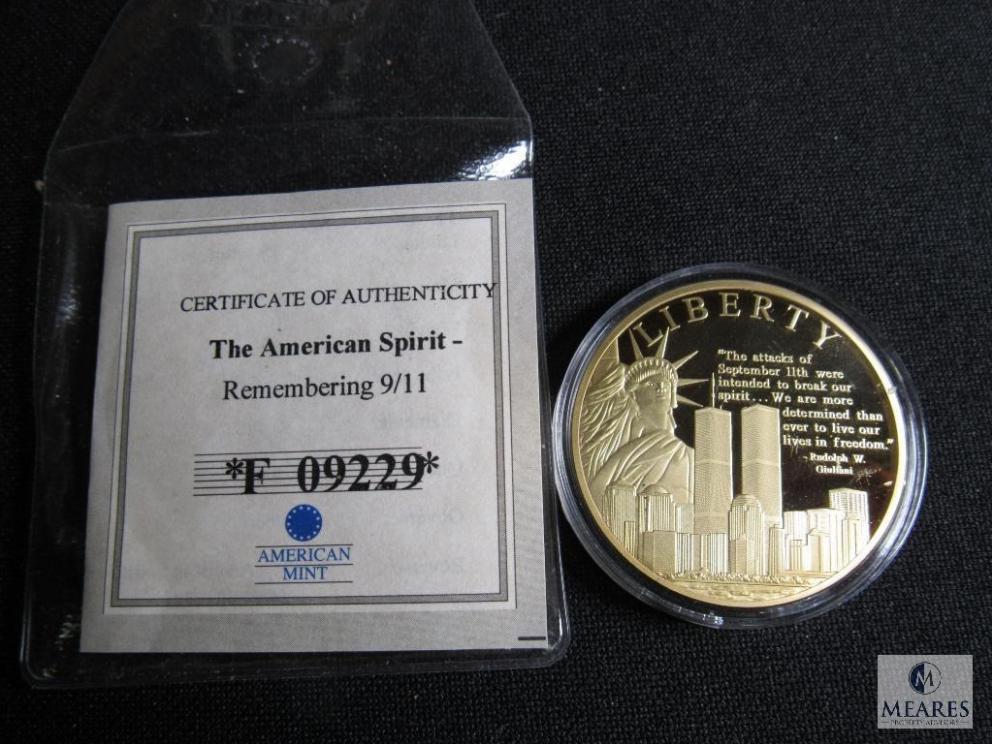 CERTIFICATE OF AUTHENTICITY
The American Spirit -
Remembering 9/11
*F 09229*
AMERICAN
MINT
LIBERTY
"The attacks of
September 11th were
intended to break our
spirit... We are more
determined than
ever to live our
lives in freedom."
- Rudolph W.
Giuliani
M
MEARES
PROPERTY ADVISORS